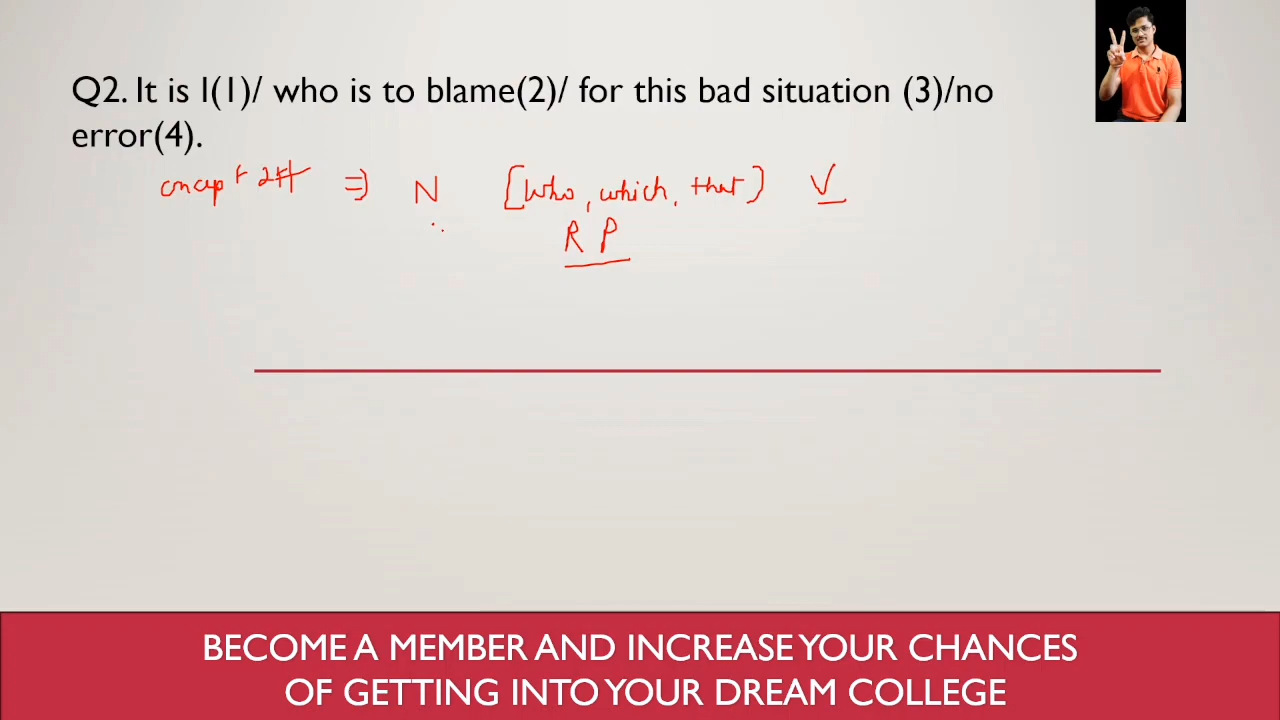 Q2. It is I(1)/ who is to blame(2)/ for this bad situation (3)/no
error(4).
concept 2# ⇒ N [who, which, that] V
R P
BECOME A MEMBER AND INCREASE YOUR CHANCES
OF GETTING INTO YOUR DREAM COLLEGE